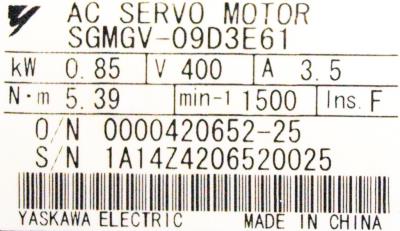 AC SERVO MOTOR
SGMGV-09D3E61
kW 0.85 V 400 A 3.5
N·m 5.39 min-1 1500 Ins. F
O/N 0000420652-25
S/N 1A14Z4206520025
YASKAWA ELECTRIC MADE IN CHINA